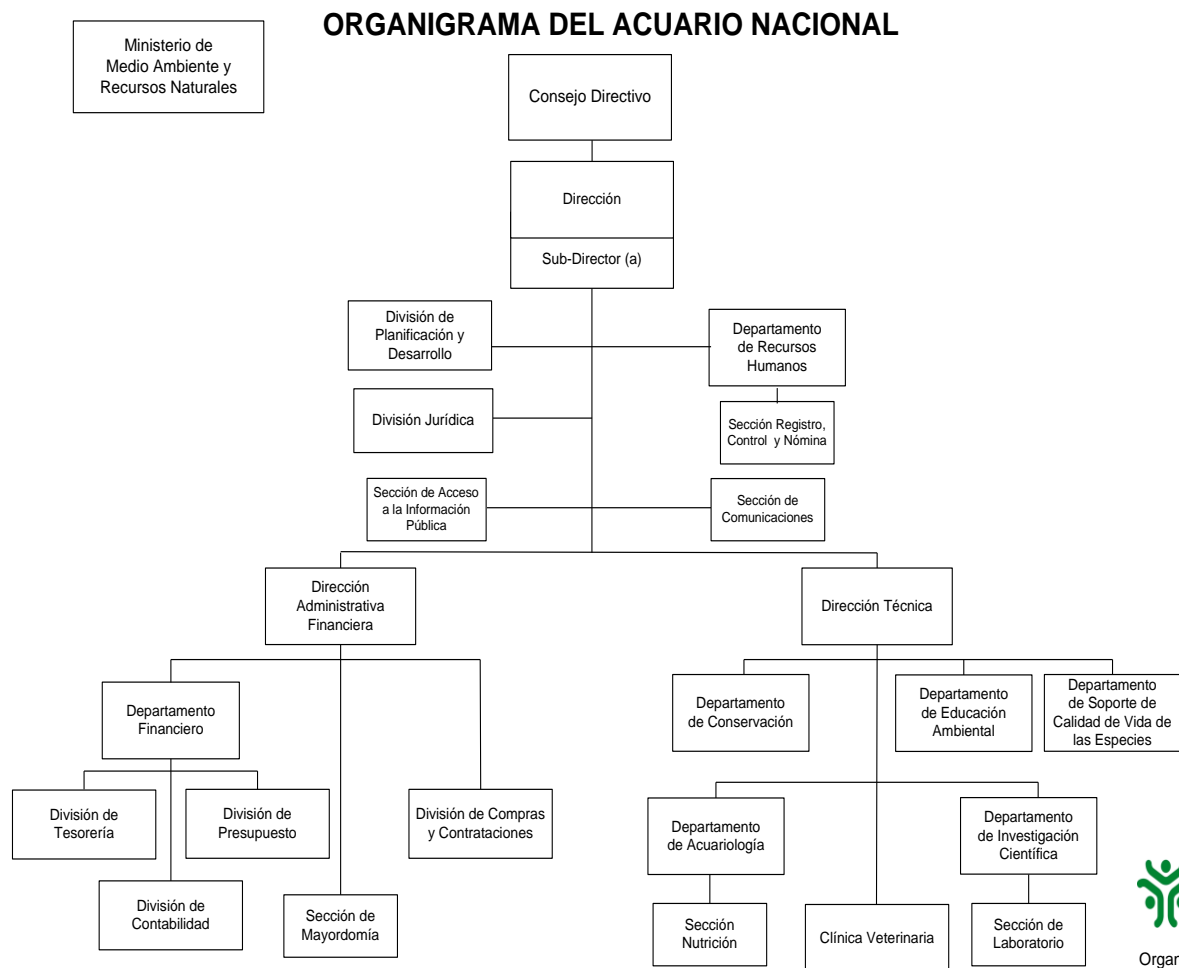 ORGANIGRAMA DEL ACUARIO NACIONAL
Ministerio de
Medio Ambiente y
Recursos Naturales
Consejo Directivo
Dirección
Sub-Director (a)
División de
Planificación y
Desarrollo
Departamento
de Recursos
Humanos
División Jurídica
Sección Registro,
Control y Nómina
Sección de Acceso
a la Información
Pública
Sección de
Comunicaciones
Dirección
Administrativa
Financiera
Dirección Técnica
Departamento
Financiero
Departamento
de Conservación
Departamento
de Educación
Ambiental
Departamento
de Soporte de
Calidad de Vida de
las Especies
División de
Tesorería
División de
Presupuesto
División de Compras
y Contrataciones
Departamento
de Acuariología
Departamento
de Investigación
Científica
División de
Contabilidad
Sección de
Mayordomía
Sección
Nutrición
Clínica Veterinaria
Sección de
Laboratorio
Organ